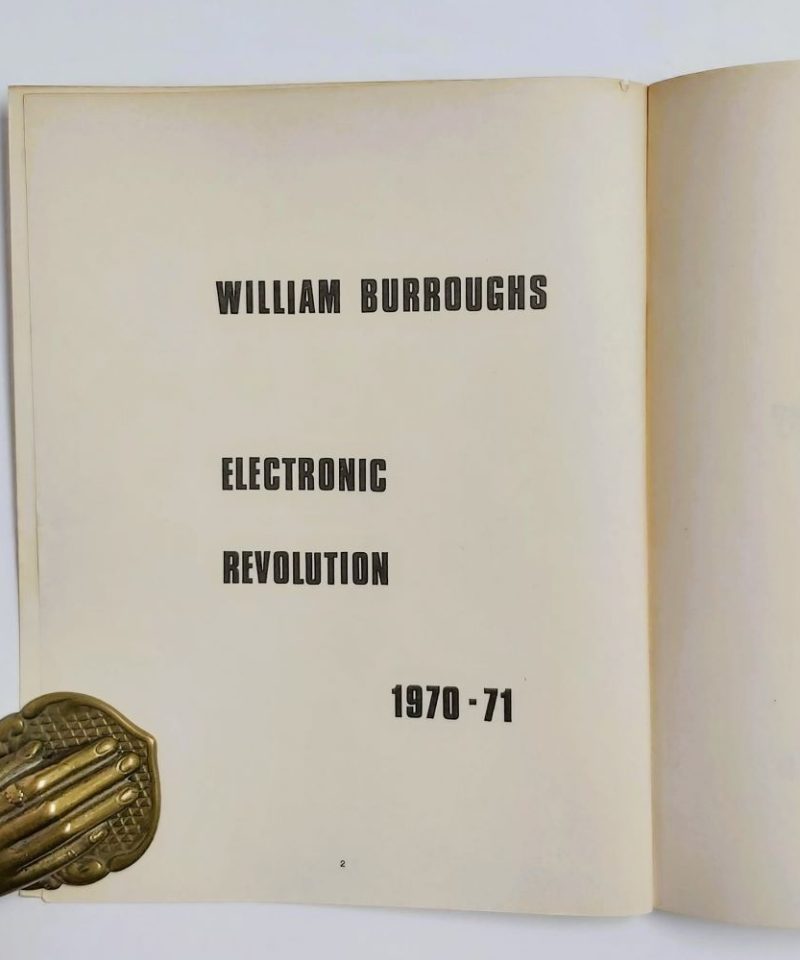 WILLIAM BURROUGHS
ELECTRONIC
REVOLUTION
1970-71
2